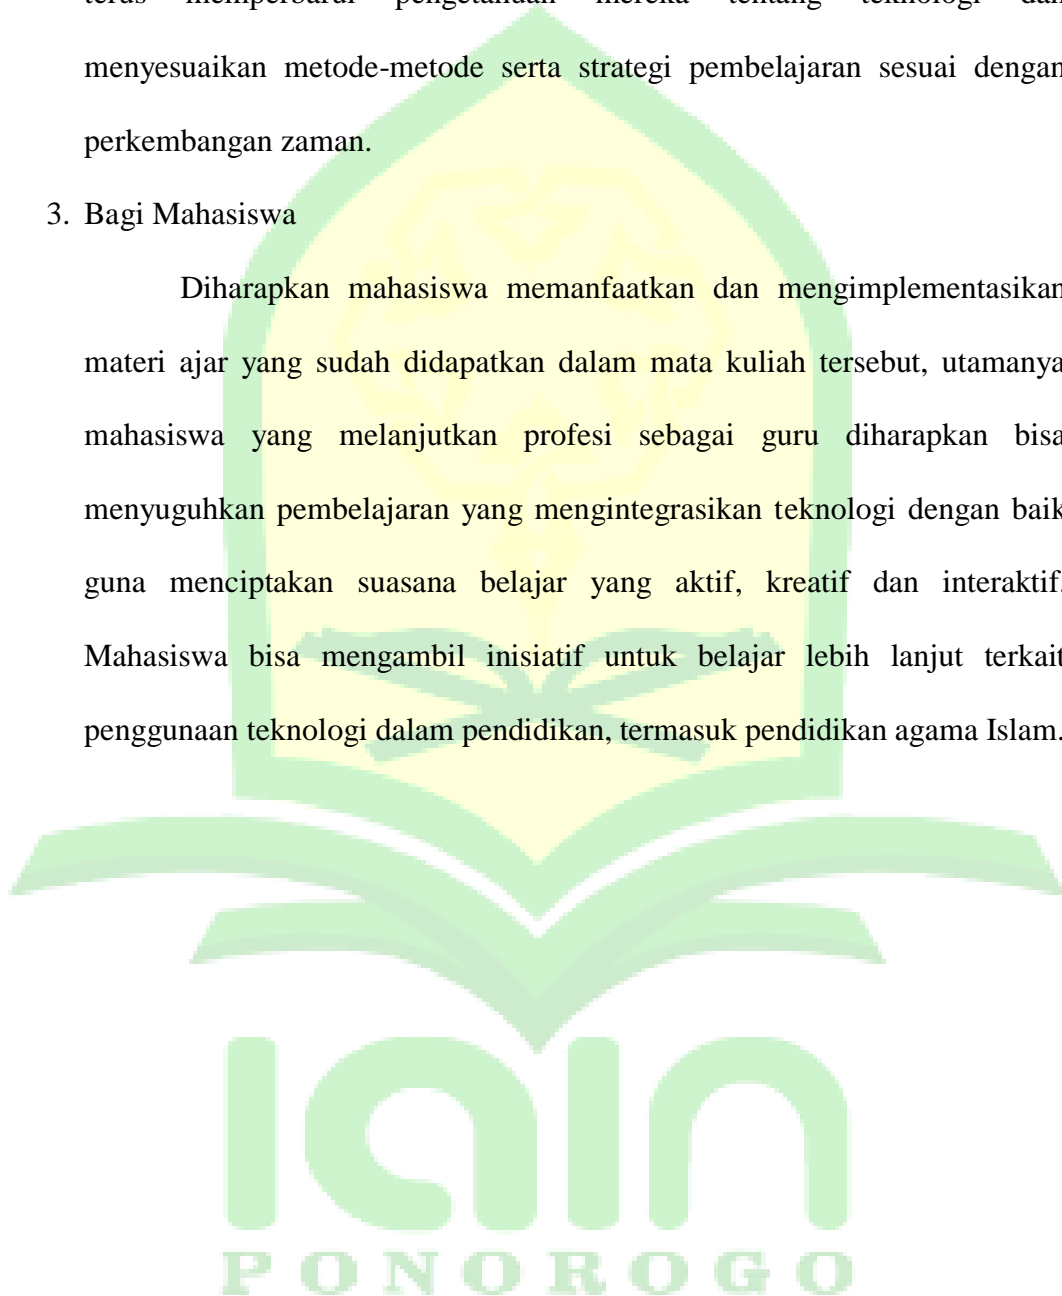 terus memperbarui pengetahuan mereka tentang teknologi dan
menyesuaikan metode-metode serta strategi pembelajaran sesuai dengan
perkembangan zaman.
3. Bagi Mahasiswa
Diharapkan mahasiswa memanfaatkan dan mengimplementasikan
materi ajar yang sudah didapatkan dalam mata kuliah tersebut, utamanya
mahasiswa yang melanjutkan profesi sebagai guru diharapkan bisa
menyuguhkan pembelajaran yang mengintegrasikan teknologi dengan baik
guna menciptakan suasana belajar yang aktif, kreatif dan interaktif.
Mahasiswa bisa mengambil inisiatif untuk belajar lebih lanjut terkait
penggunaan teknologi dalam pendidikan, termasuk pendidikan agama Islam.
iain
PONOROGO